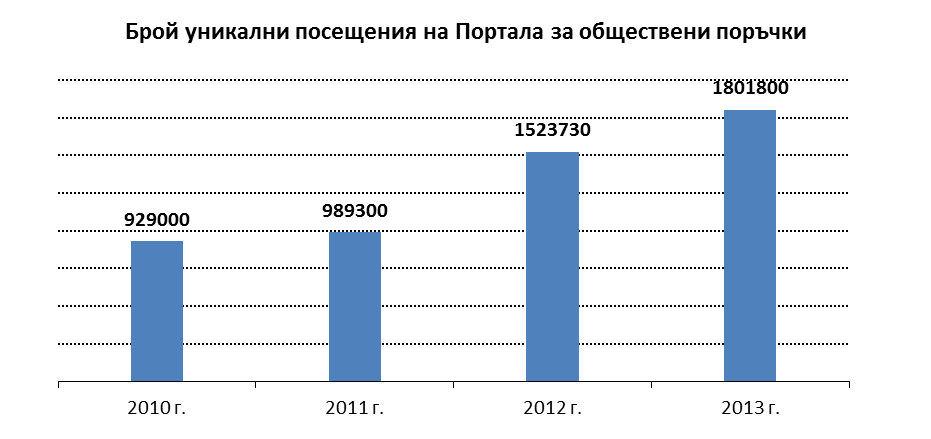 Брой уникални посещения на Портала за обществени поръчки
1801800
1523730
989300
929000
2010 г. 2011 г. 2012 г. 2013 г.